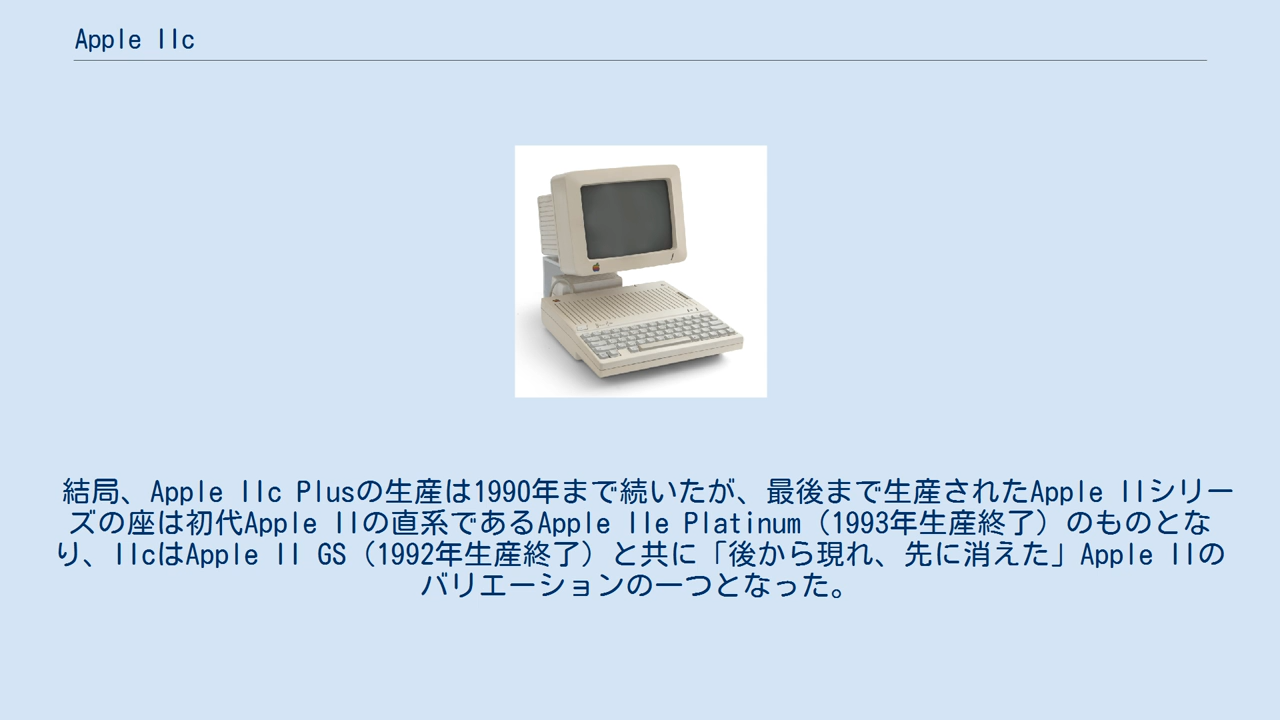 Apple IIc
結局、Apple IIc Plusの生産は1990年まで続いたが、最後まで生産されたApple IIシリー
ズの座は初代Apple IIの直系であるApple IIe Platinum（1993年生産終了）のものとな
り、IIcはApple II GS（1992年生産終了）と共に「後から現れ、先に消えた」Apple IIの
バリエーションの一つとなった。